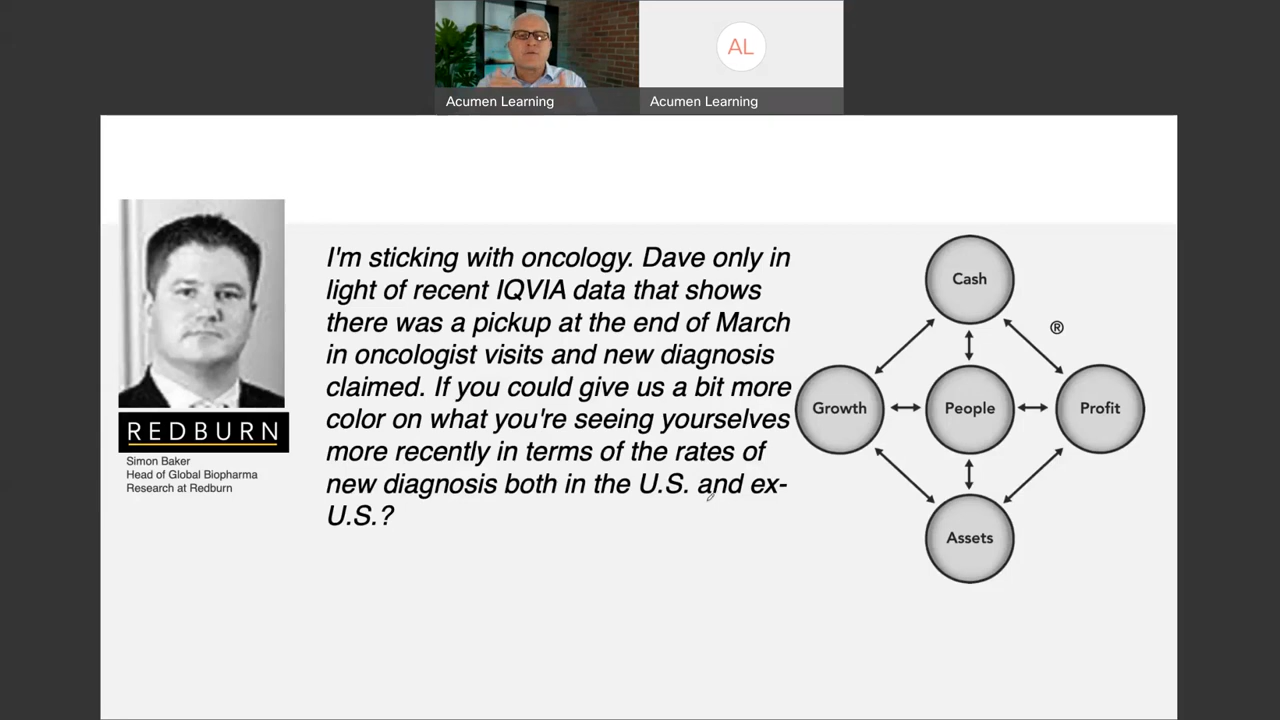 AL
Acumen Learning
Acumen Learning
I'm sticking with oncology. Dave only in
light of recent IQVIA data that shows
there was a pickup at the end of March
in oncologist visits and new diagnosis
claimed. If you could give us a bit more
color on what you're seeing yourselves
more recently in terms of the rates of
new diagnosis both in the U.S. and ex-
U.S.?
REDBURN
Simon Baker
Head of Global Biopharma
Research at Redburn
Cash
®
Growth
People
Profit
Assets